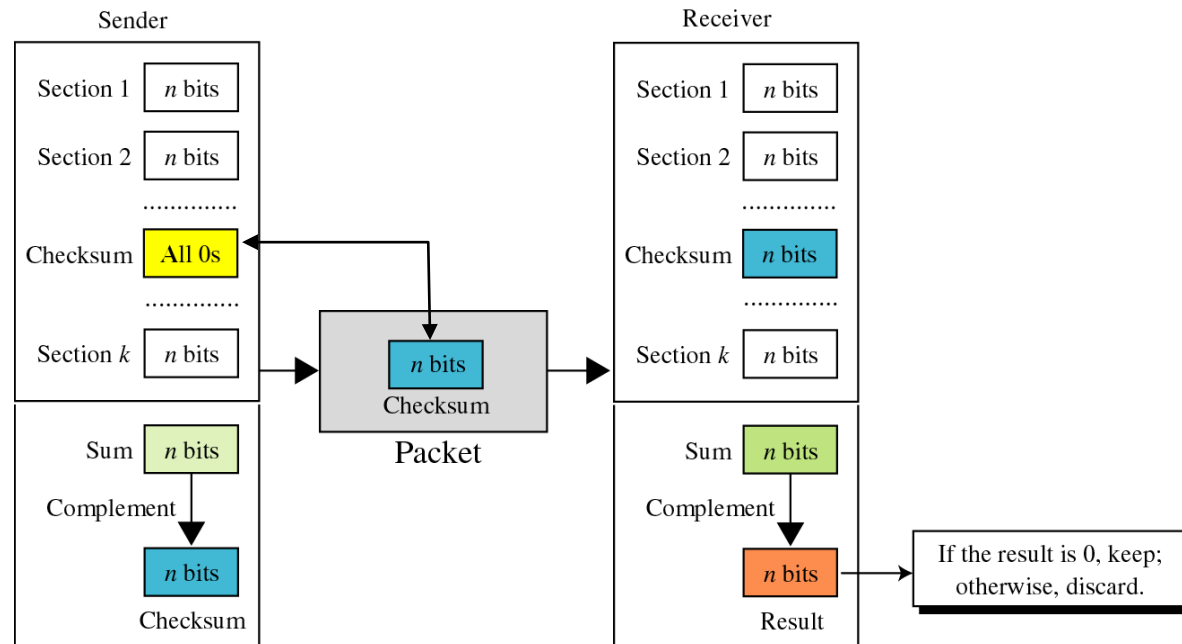 Sender
Section 1 n bits
Section 2 n bits
..............
Checksum All 0s
..............
Section k n bits
Sum n bits
Complement
n bits
Checksum
n bits
Checksum
Packet
Receiver
Section 1 n bits
Section 2 n bits
..............
Checksum n bits
..............
Section k n bits
Sum n bits
Complement
n bits
Result
If the result is 0, keep;
otherwise, discard.